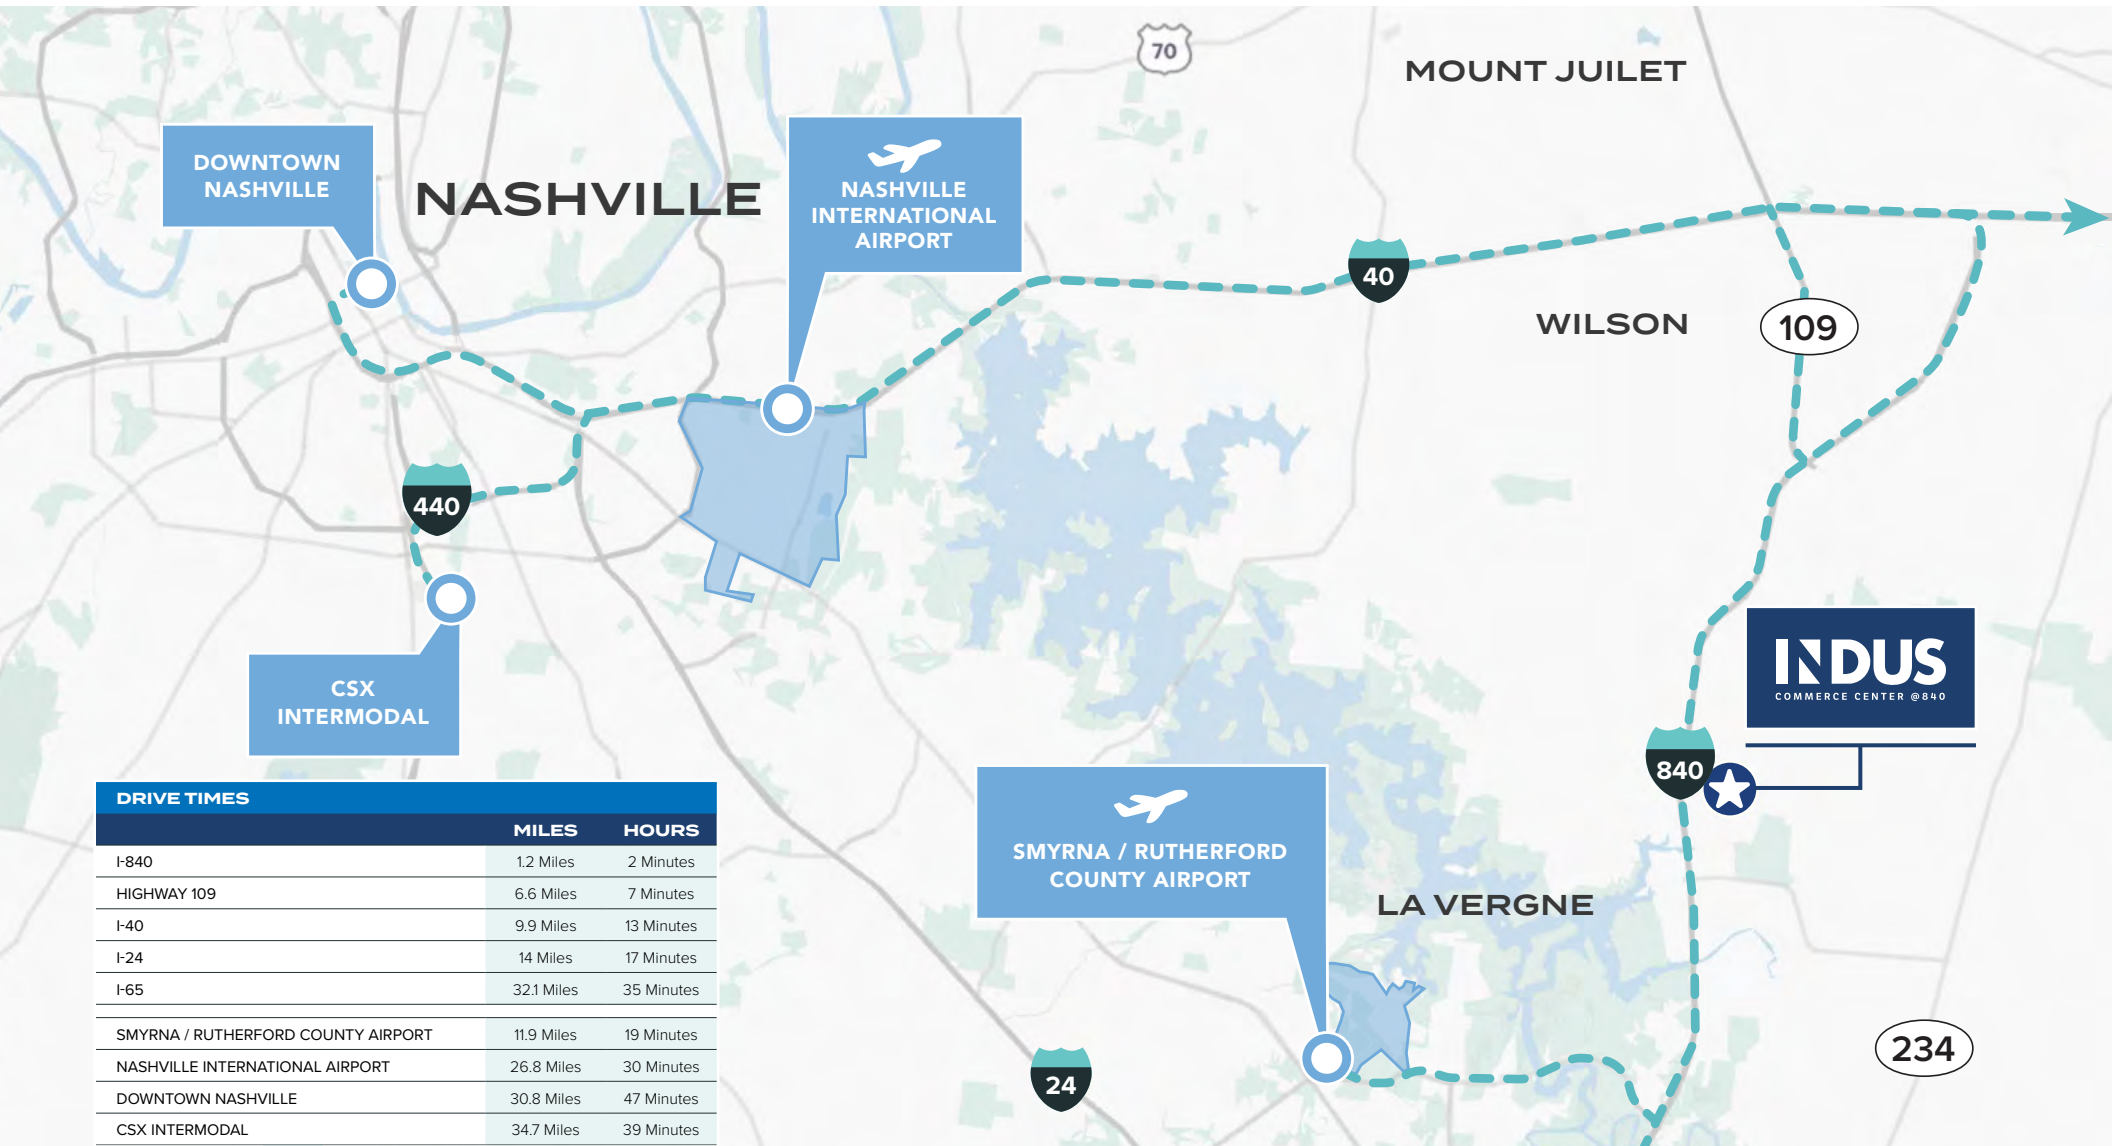 70
MOUNT JUILET
DOWNTOWN
NASHVILLE
NASHVILLE
NASHVILLE
INTERNATIONAL
AIRPORT
40
WILSON
109
440
CSX
INTERMODAL
INDUS
COMMERCE CENTER @840
840
SMYRNA / RUTHERFORD
COUNTY AIRPORT
LA VERGNE
234
24
DRIVE TIMES
MILES HOURS
I-840 1.2 Miles 2 Minutes
HIGHWAY 109 6.6 Miles 7 Minutes
I-40 9.9 Miles 13 Minutes
I-24 14 Miles 17 Minutes
I-65 32.1 Miles 35 Minutes
SMYRNA / RUTHERFORD COUNTY AIRPORT 11.9 Miles 19 Minutes
NASHVILLE INTERNATIONAL AIRPORT 26.8 Miles 30 Minutes
DOWNTOWN NASHVILLE 30.8 Miles 47 Minutes
CSX INTERMODAL 34.7 Miles 39 Minutes